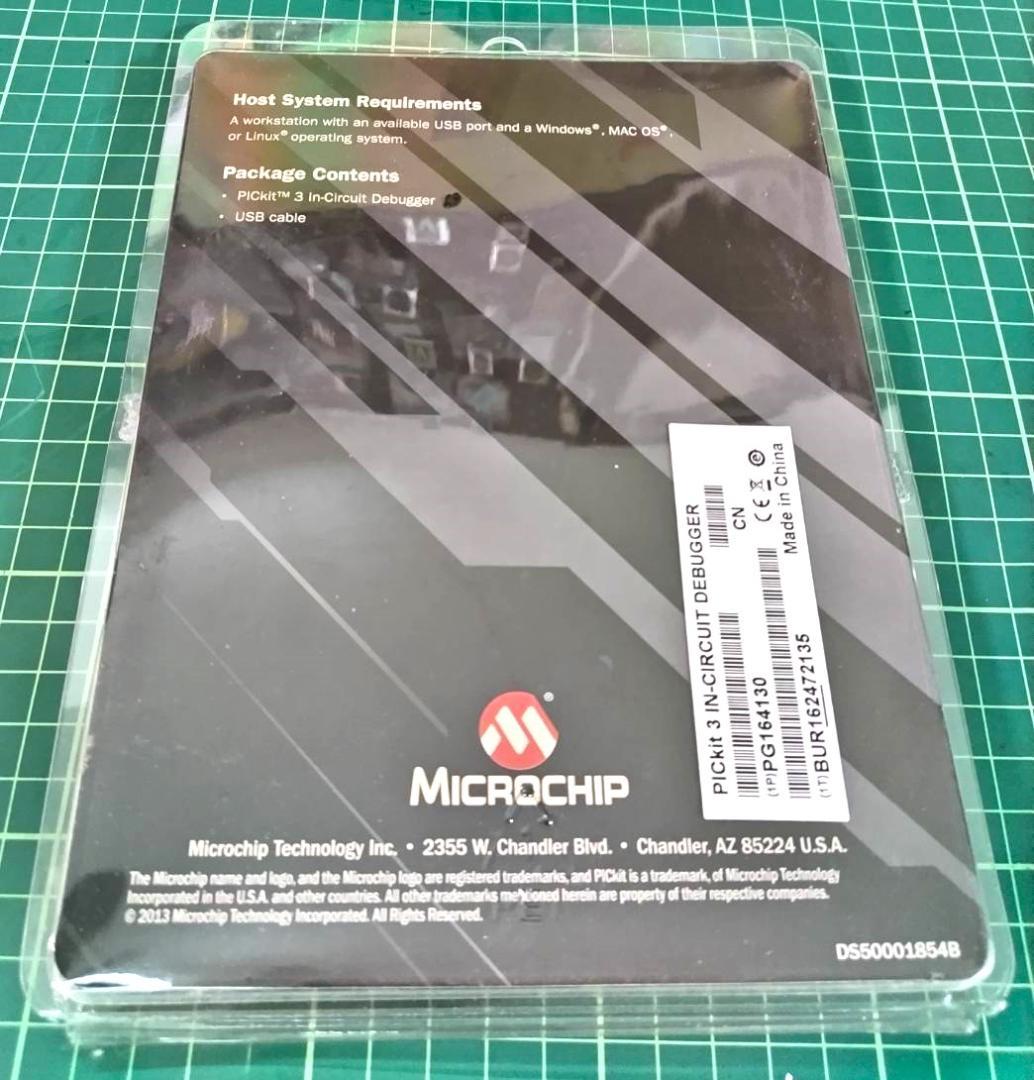 Host System Requirements
A workstation with an available USB port and a Windows®, MAC OS®,
or Linux® operating system.
Package Contents
• PICkit™ 3 In-Circuit Debugger
• USB cable
PICkit 3 IN-CIRCUIT DEBUGGER
CN
(1P)PG164130
CE
Made in China
(1T)BUR162472135
®
MICROCHIP
Microchip Technology Inc. • 2355 W. Chandler Blvd. • Chandler, AZ 85224 U.S.A.
The Microchip name and logo, and the Microchip logo are registered trademarks, and PICkit is a trademark, of Microchip Technology
Incorporated in the U.S.A. and other countries. All other trademarks mentioned herein are property of their respective companies.
© 2013 Microchip Technology Incorporated. All Rights Reserved.
DS50001854B